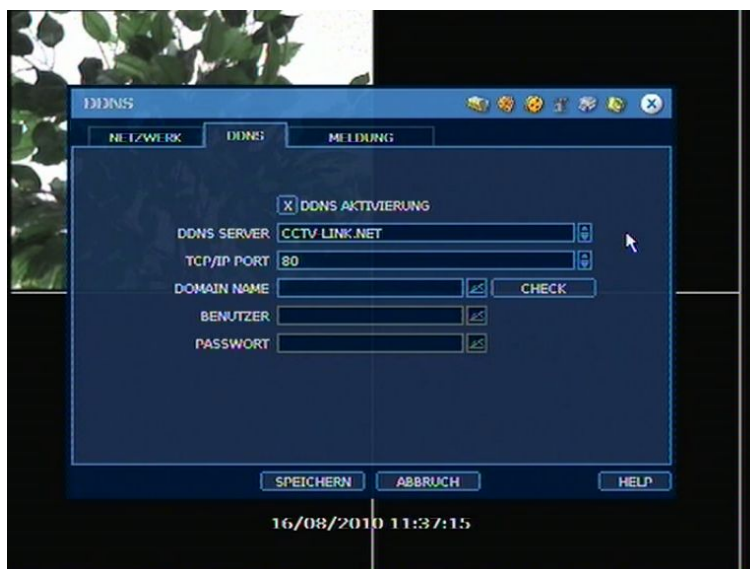 DDNS
NETZWERK DDNS MELDUNG
X DDNS AKTIVIERUNG
DDNS SERVER CCTV-LINK.NET
TCP/IP PORT 80
DOMAIN NAME CHECK
BENUTZER
PASSWORT
SPEICHERN ABBRUCH HELP
16/08/2010 11:37:15